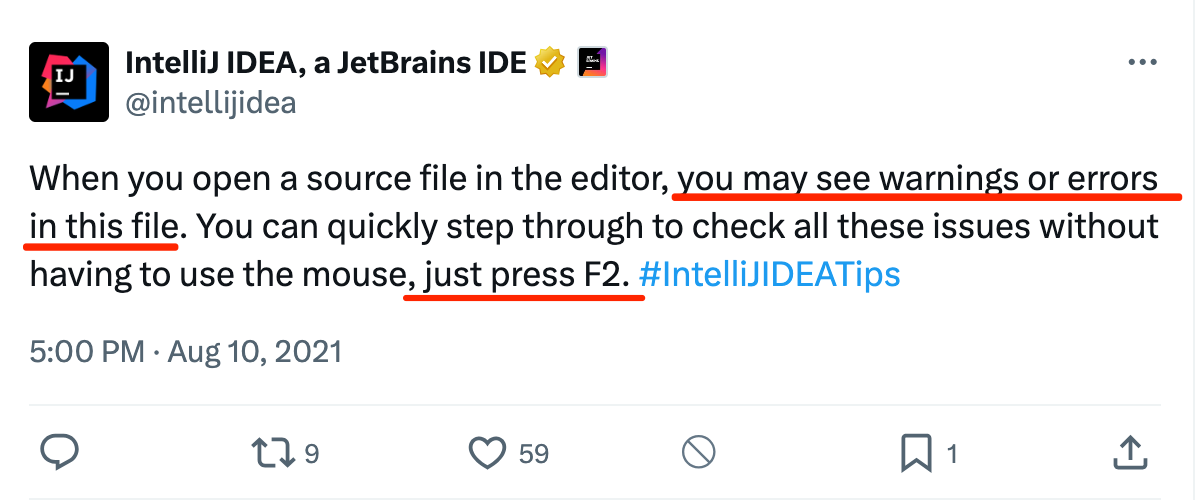 IJ
IntelliJ IDEA, a JetBrains IDE
@intellijidea
When you open a source file in the editor, you may see warnings or errors
in this file. You can quickly step through to check all these issues without
having to use the mouse, just press F2. #IntelliJIDEATips
5:00 PM · Aug 10, 2021
9 59 1